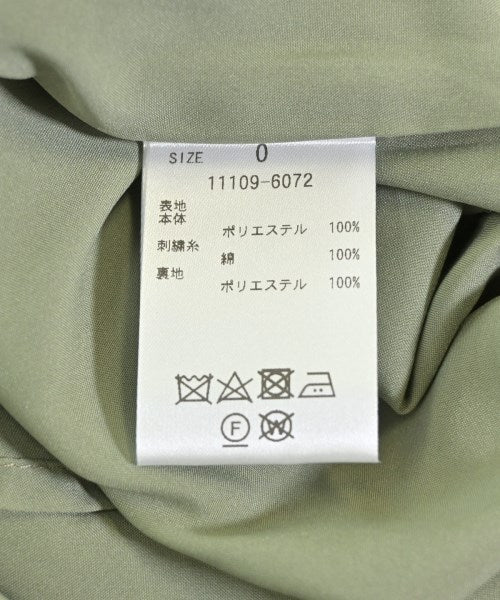 SIZE 0
11109-6072
表地
本体 ポリエステル 100%
刺繍糸 綿 100%
裏地 ポリエステル 100%
F W